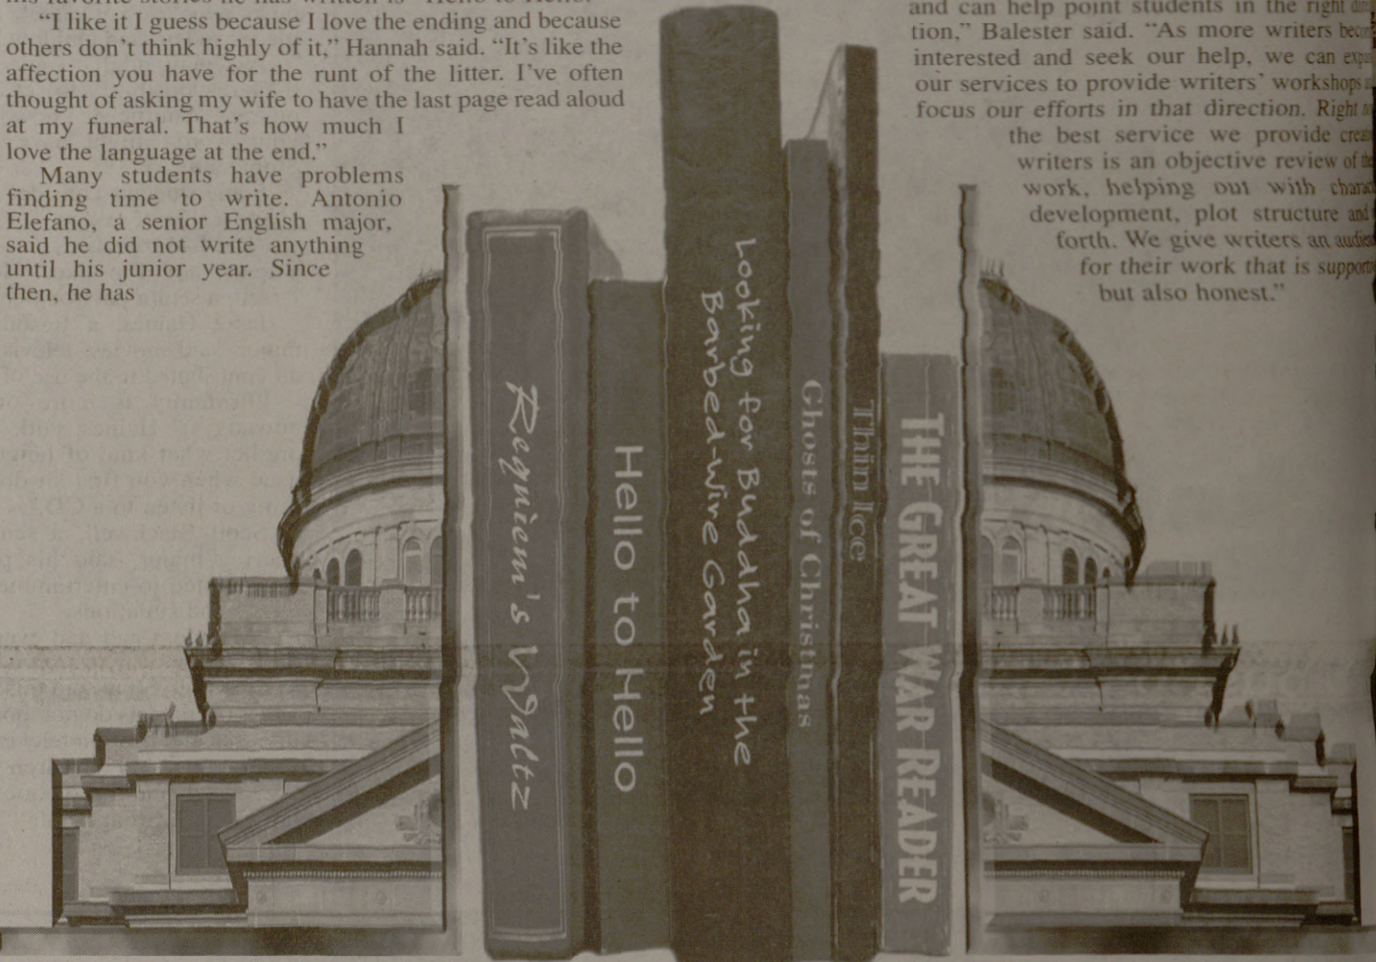 "I like it I guess because I love the ending and because
others don't think highly of it," Hannah said. "It's like the
affection you have for the runt of the litter. I've often
thought of asking my wife to have the last page read aloud
at my funeral. That's how much I
love the language at the end."
Many students have problems
finding time to write. Antonio
Elefano, a senior English major,
said he did not write anything
until his junior year. Since
then, he has
Requiem's Waltz
Hello to Hello
Looking for Buddha in the
Barbed-Wire Garden
Ghosts of Christmas
Thin Ice
THE GREAT WAR READER
and can help point students in the right
tion," Balester said. "As more writers
interested and seek our help, we can
our services to provide writers' workshops
focus our efforts in that direction. Right
the best service we provide
writers is an objective review of
work, helping out with
development, plot structure and
forth. We give writers an
for their work that is
but also honest."